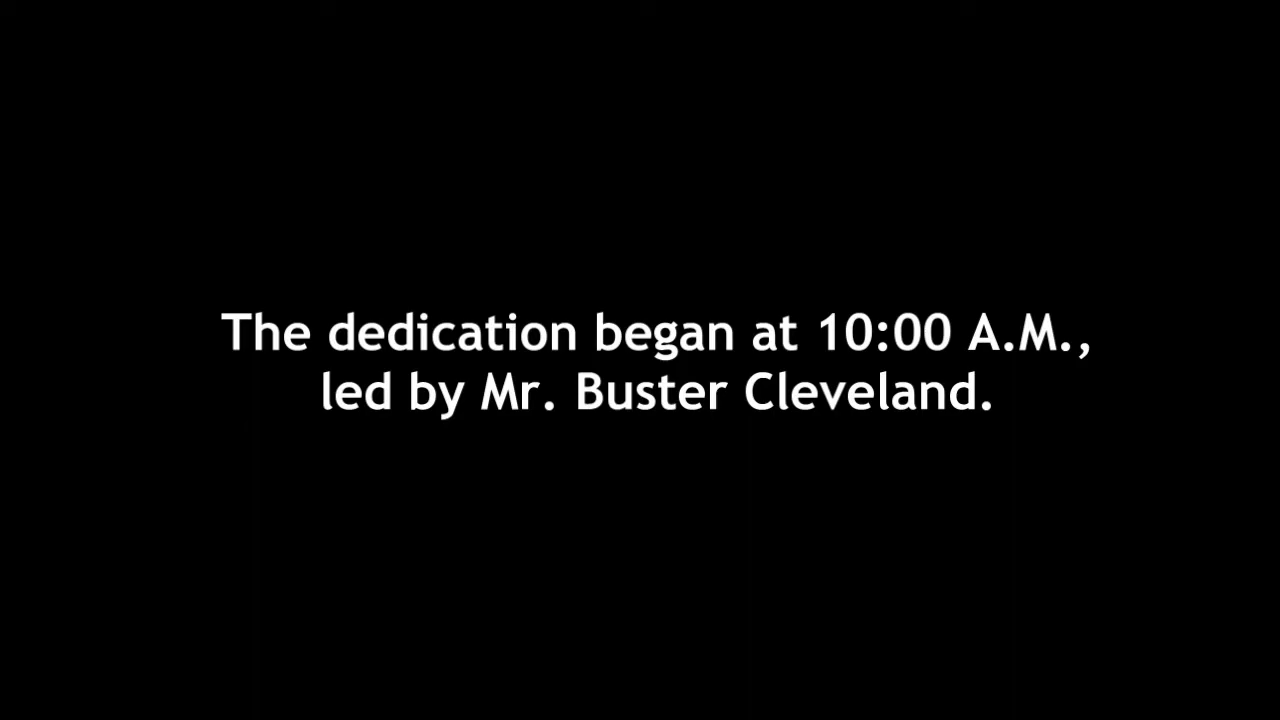 The dedication began at 10:00 A.M.,
led by Mr. Buster Cleveland.